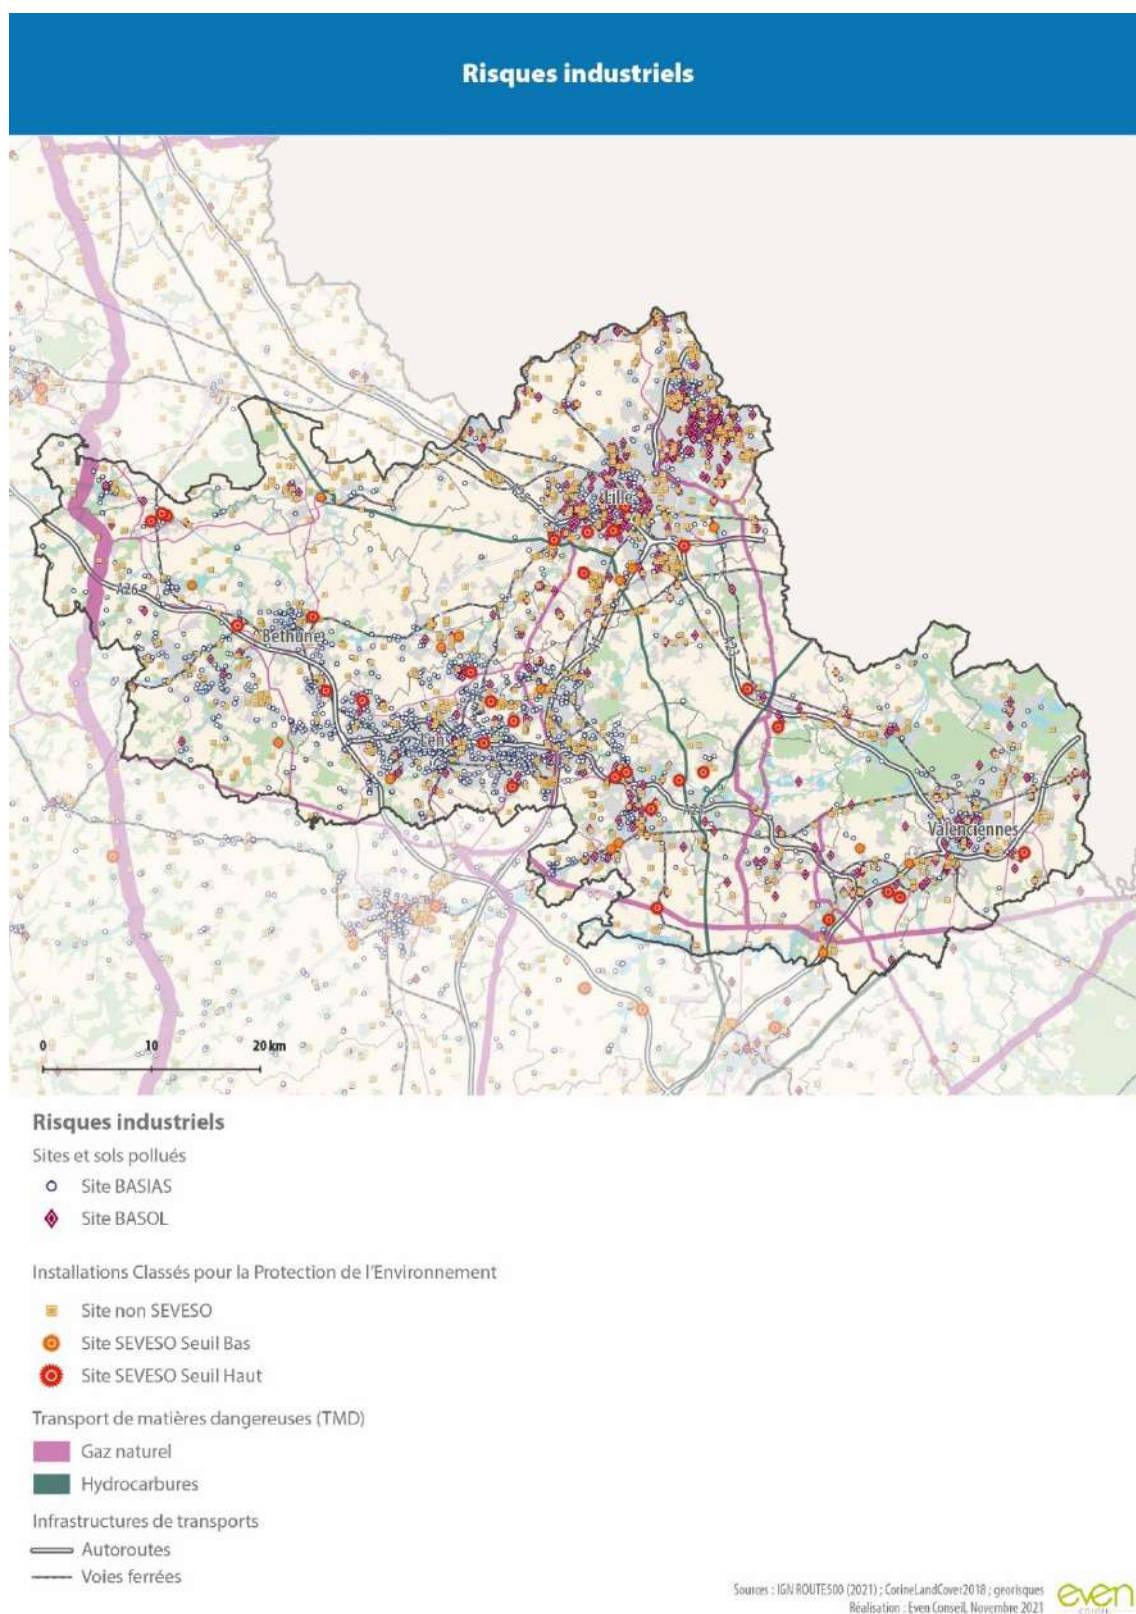 Risques industriels
Lille
A26
Béthune
Lens
A21
Valenciennes
0 10 20 km
Risques industriels
Sites et sols pollués
Site BASIAS
Site BASOL
Installations Classés pour la Protection de l'Environnement
Site non SEVESO
Site SEVESO Seuil Bas
Site SEVESO Seuil Haut
Transport de matières dangereuses (TMD)
Gaz naturel
Hydrocarbures
Infrastructures de transports
Autoroutes
Voies ferrées
Sources : IGN ROUTE500 (2021) ; CorineLandCover2018 ; georisques
Réalisation : Even Conseil, Novembre 2021
even